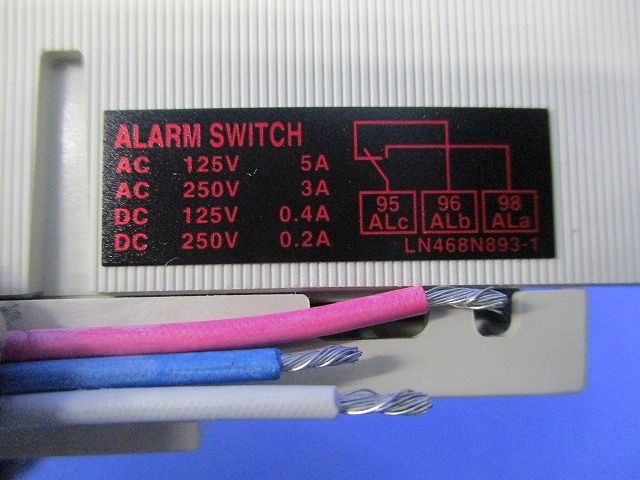 ALARM SWITCH
AC 125V 5A
AC 250V 3A
DC 125V 0.4A
DC 250V 0.2A
95 96 98
ALc ALb ALa
LN468N893-1